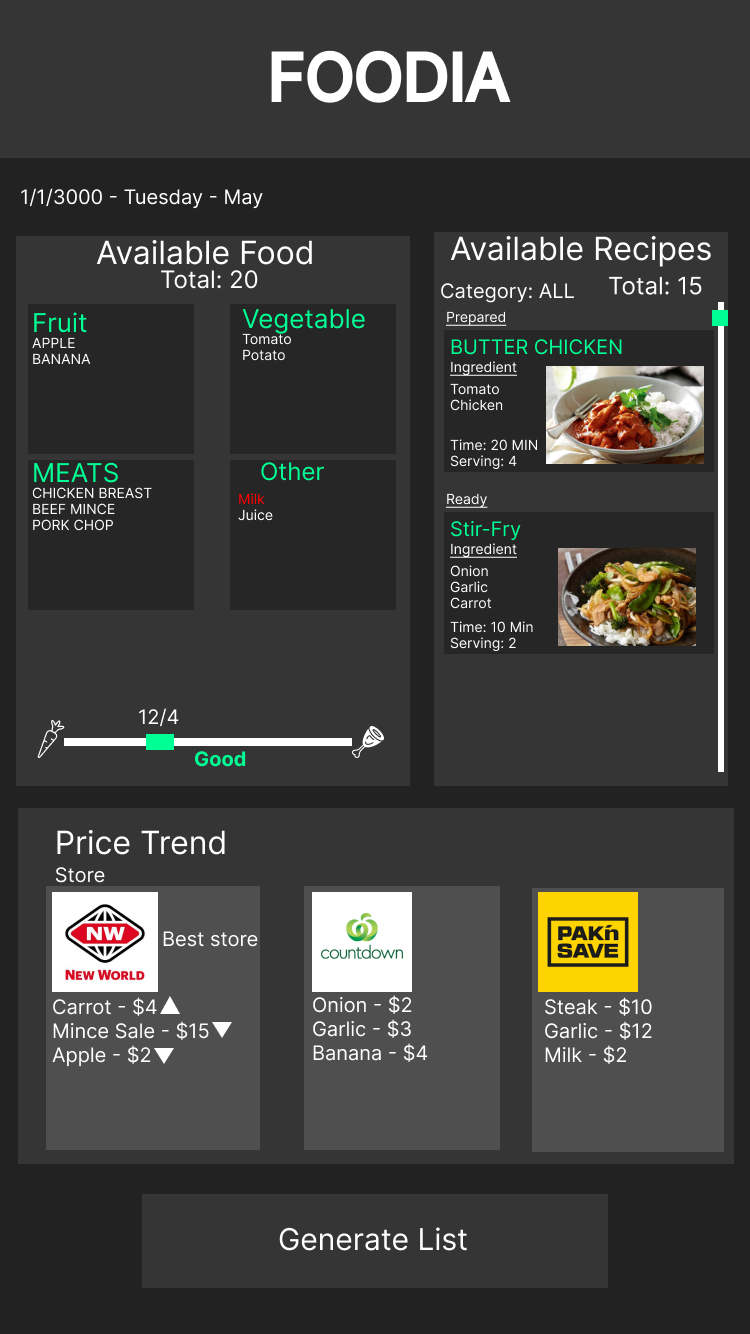 FOODIA
1/1/3000 - Tuesday - May
Available Food
Total: 20
Fruit
APPLE
BANANA
Vegetable
Tomato
Potato
MEATS
CHICKEN BREAST
BEEF MINCE
PORK CHOP
Other
Milk
Juice
12/4
Good
Available Recipes
Category: ALL
Total: 15
Prepared
BUTTER CHICKEN
Ingredient
Tomato
Chicken
Time: 20 MIN
Serving: 4
Ready
Stir-Fry
Ingredient
Onion
Garlic
Carrot
Time: 10 Min
Serving: 2
Price Trend
Store
NW
NEW WORLD
Best store
Carrot - $4▲
Mince Sale - $15▼
Apple - $2▼
countdown
Onion - $2
Garlic - $3
Banana - $4
PAKn
SAVE
Steak - $10
Garlic - $12
Milk - $2
Generate List